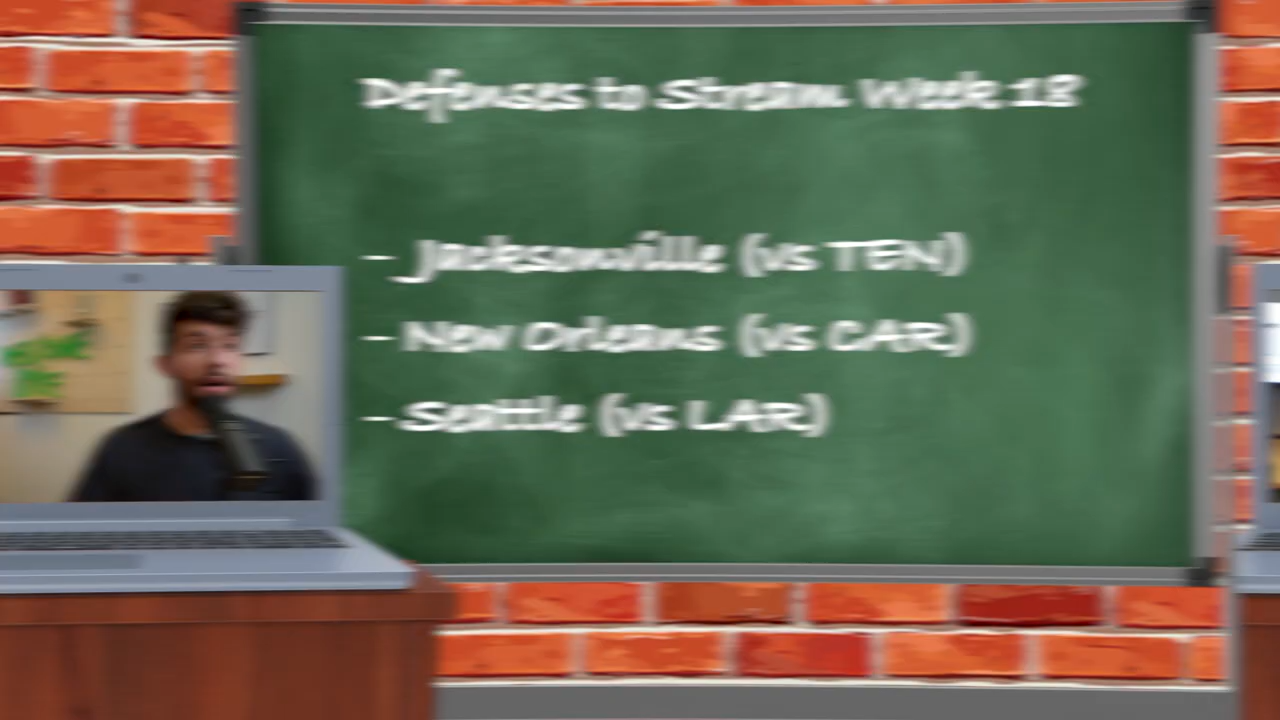 Defenses to Stream Week 18
- Jacksonville (vs TEN)
- New Orleans (vs CAR)
- Seattle (vs LAR)